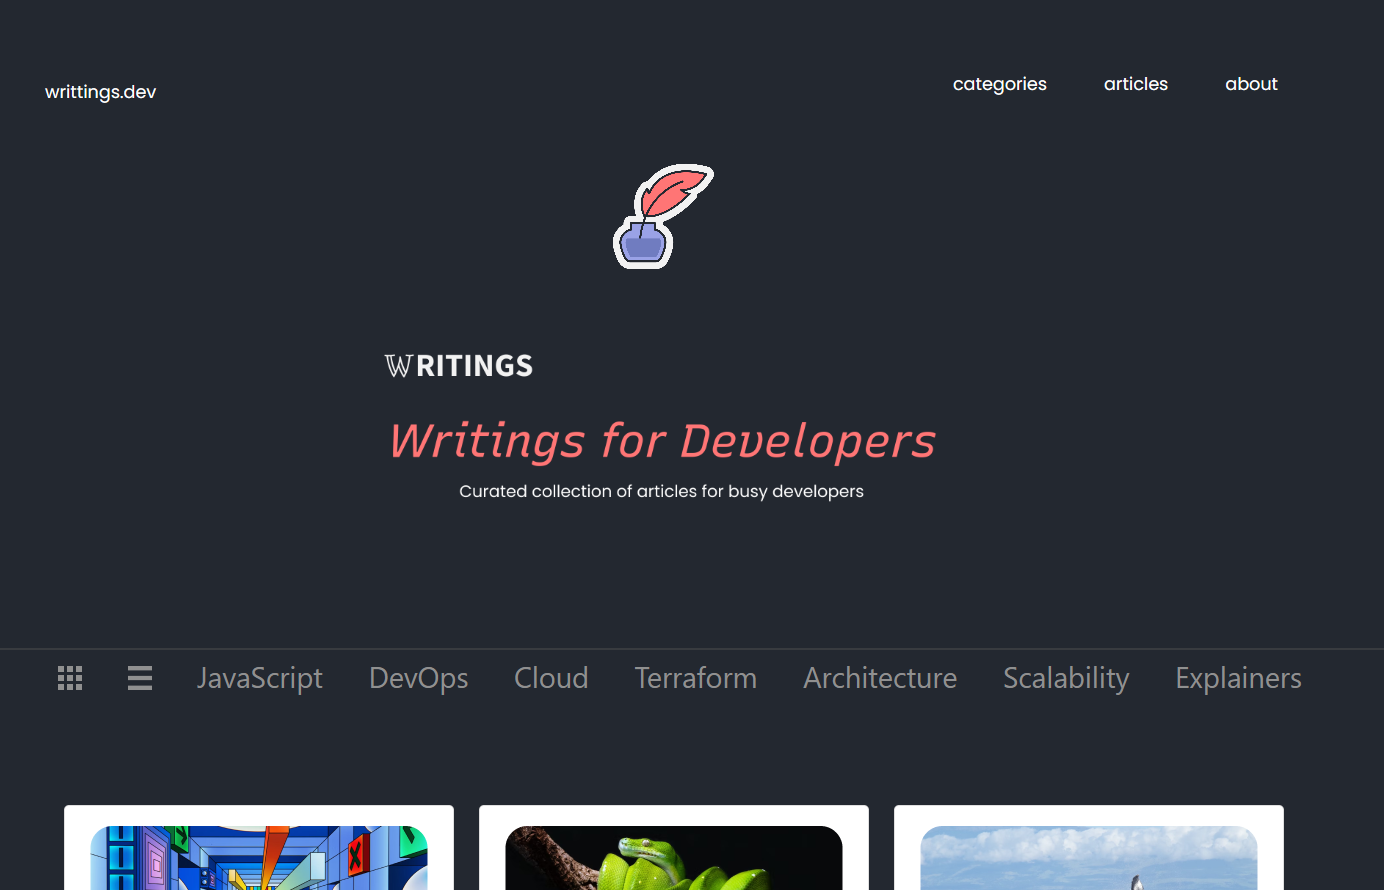 writtings.dev
categories articles about
WRITINGS
Writings for Developers
Curated collection of articles for busy developers
JavaScript DevOps Cloud Terraform Architecture Scalability Explainers